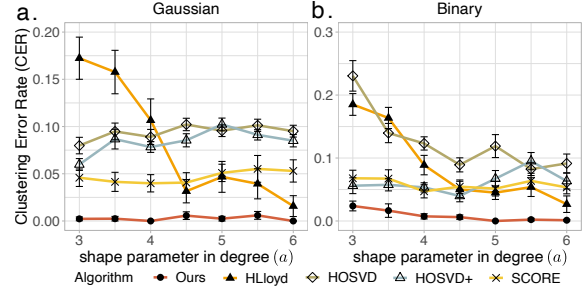 a. Gaussian
b. Binary
Clustering Error Rate (CER)
0.20
0.15
0.10
0.05
0.00
3 4 5 6
shape parameter in degree (a)
0.3
0.2
0.1
0.0
3 4 5 6
shape parameter in degree (a)
Algorithm Ours HLloyd HOSVD HOSVD+ SCORE